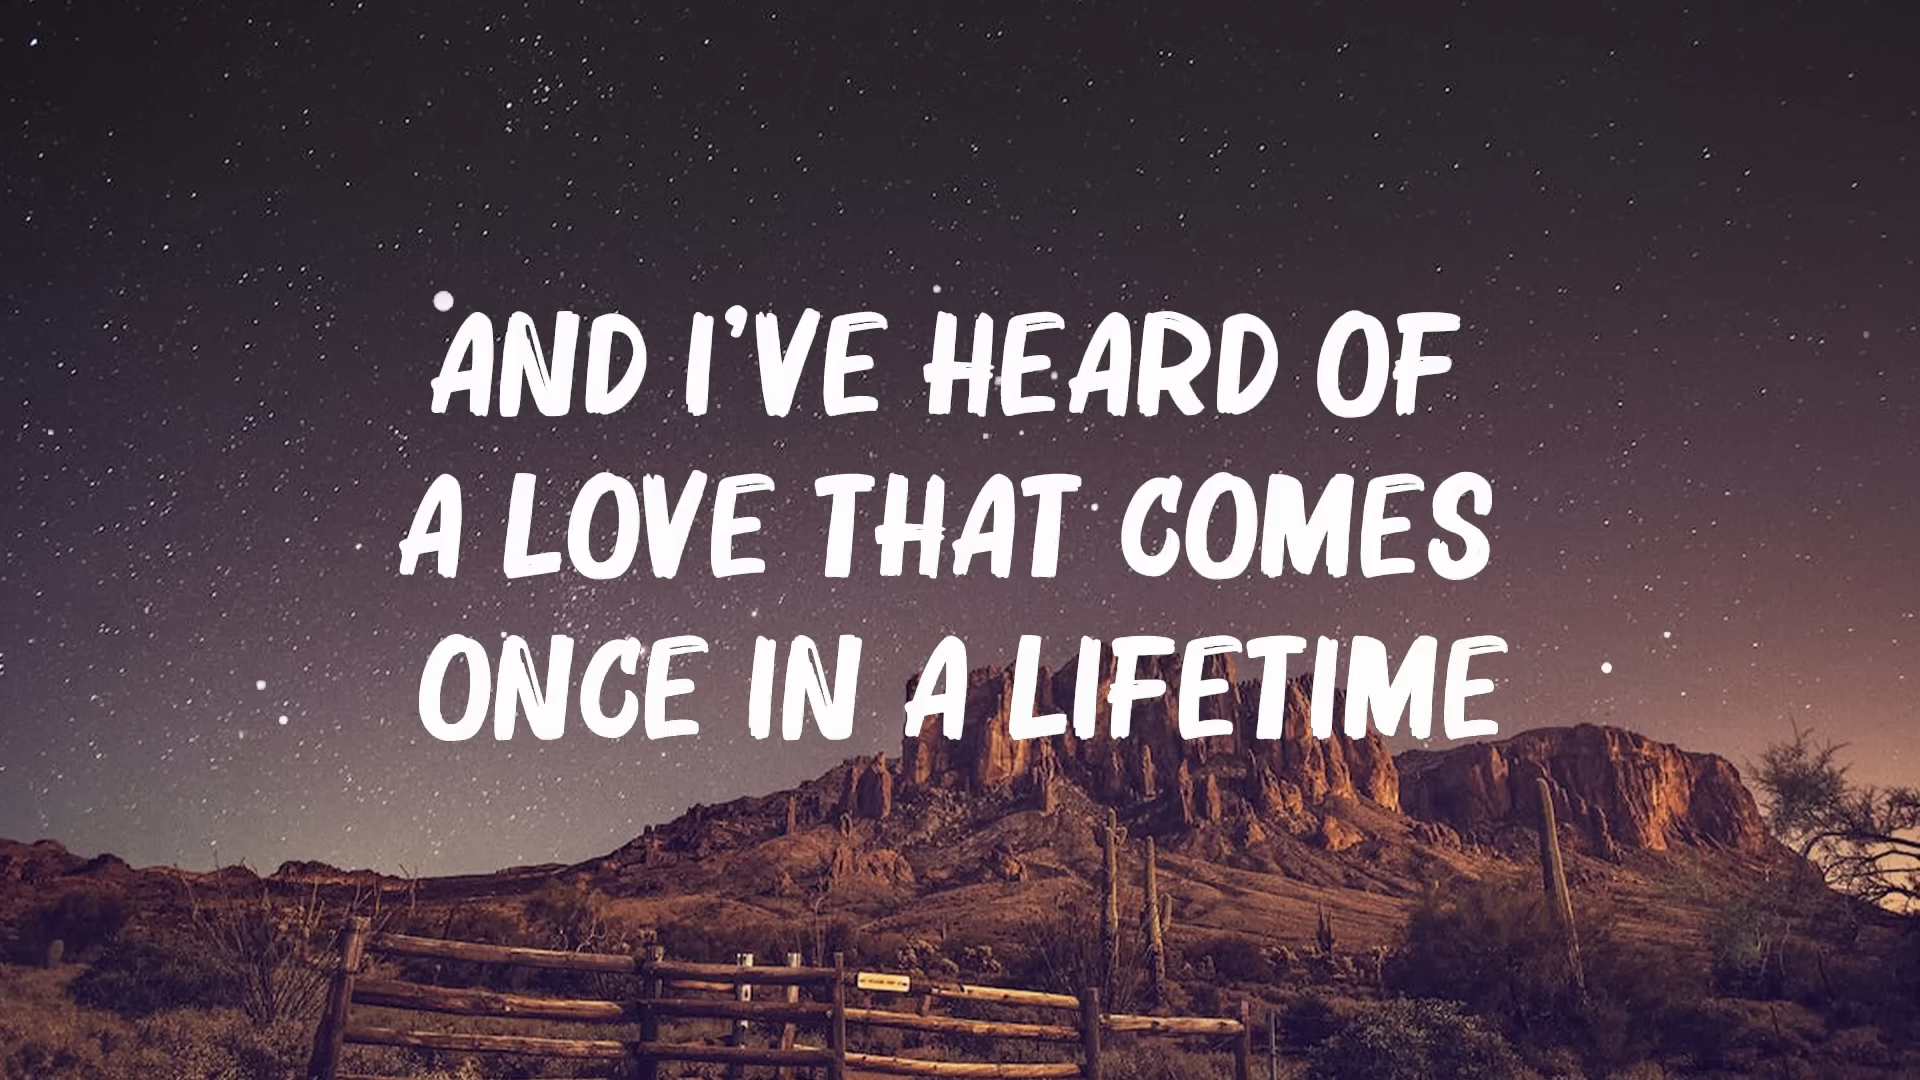 AND I'VE HEARD OF
A LOVE THAT COMES
ONCE IN A LIFETIME